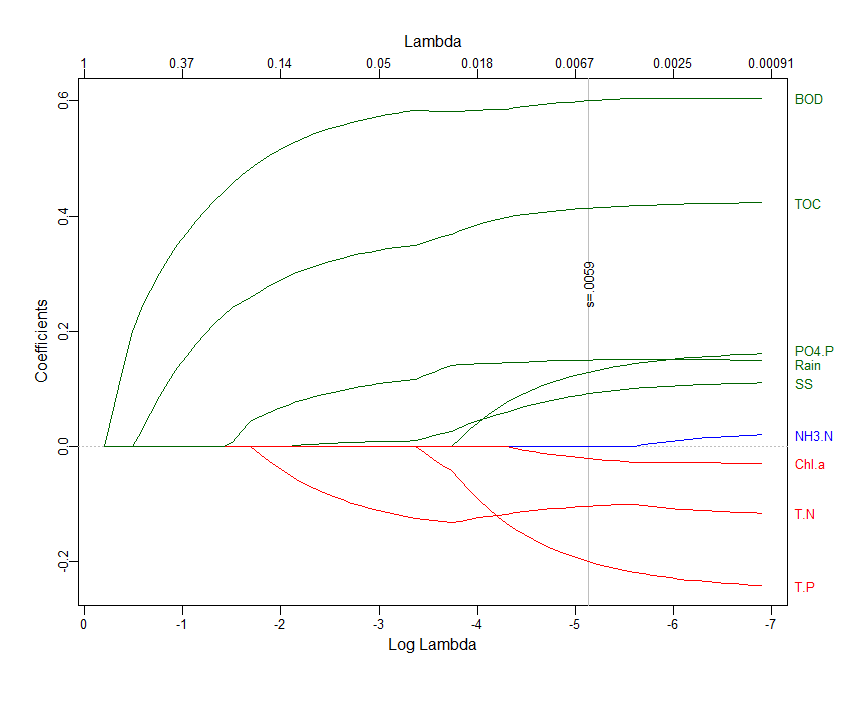 Lambda
1 0.37 0.14 0.05 0.018 0.0067 0.0025 0.00091
Coefficients
0.6
0.4
0.2
0.0
-0.2
s=.0059
BOD
TOC
PO4.P
Rain
SS
NH3.N
Chl.a
T.N
T.P
0 -1 -2 -3 -4 -5 -6 -7
Log Lambda